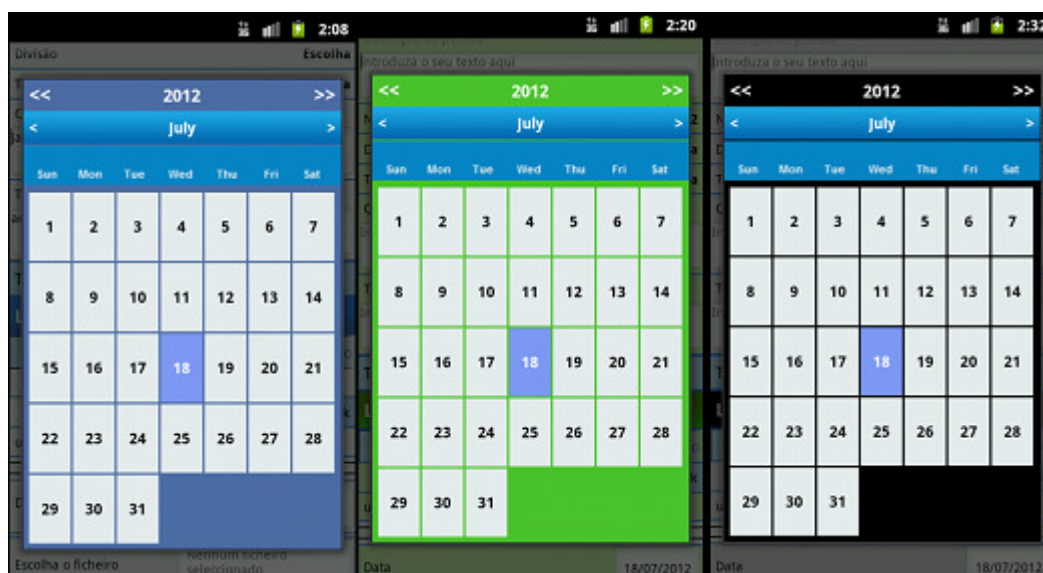 2:08
Divisão Escolha
<< 2012 >>
< July >
Sun Mon Tue Wed Thu Fri Sat
1 2 3 4 5 6 7
8 9 10 11 12 13 14
15 16 17 18 19 20 21
22 23 24 25 26 27 28
29 30 31
Escolha o ficheiro
Nenhum ficheiro
seleccionado
2:20
introduza o seu texto aqui
<< 2012 >>
< July >
Sun Mon Tue Wed Thu Fri Sat
1 2 3 4 5 6 7
8 9 10 11 12 13 14
15 16 17 18 19 20 21
22 23 24 25 26 27 28
29 30 31
Data 18/07/2012
2:32
introduza o seu texto aqui
<< 2012 >>
< July >
Sun Mon Tue Wed Thu Fri Sat
1 2 3 4 5 6 7
8 9 10 11 12 13 14
15 16 17 18 19 20 21
22 23 24 25 26 27 28
29 30 31
Data 18/07/2012